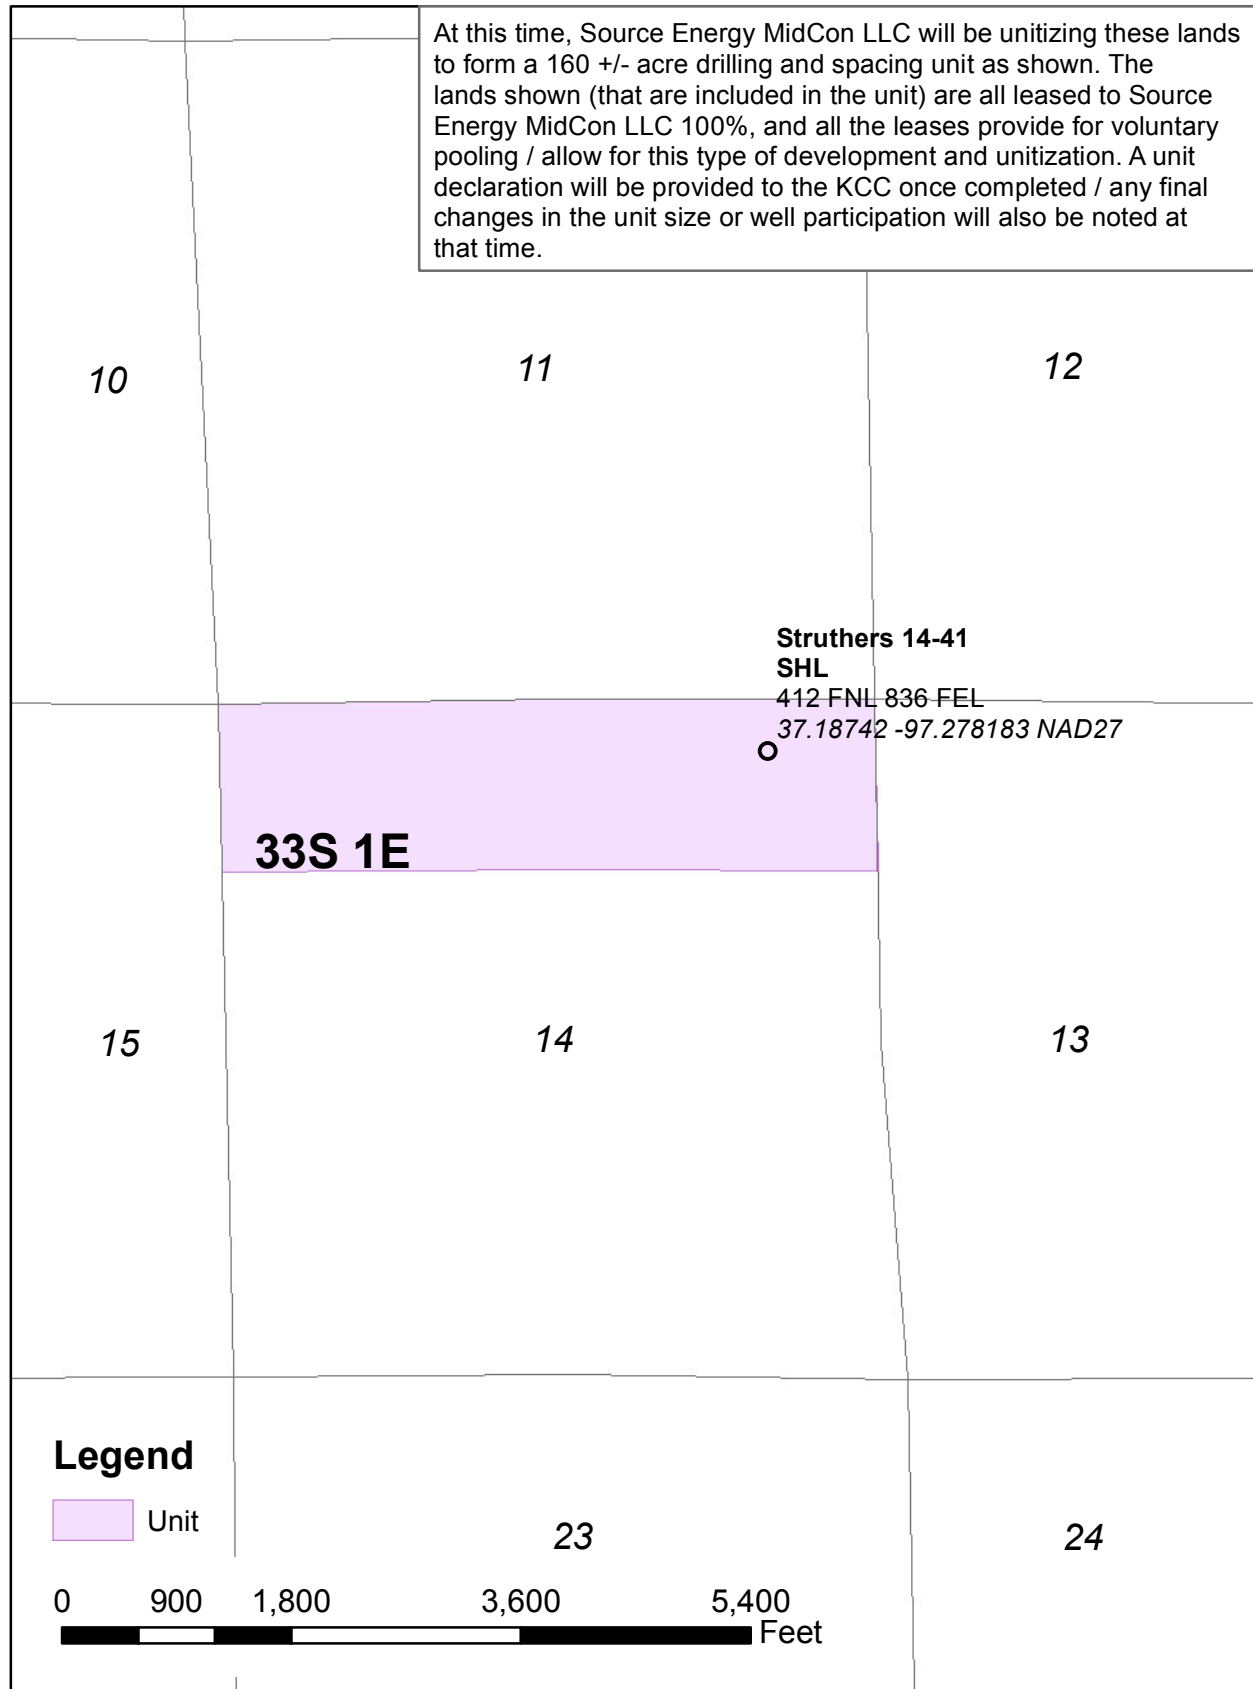 At this time, Source Energy MidCon LLC will be unitizing these lands
to form a 160 +/- acre drilling and spacing unit as shown. The
lands shown (that are included in the unit) are all leased to Source
Energy MidCon LLC 100%, and all the leases provide for voluntary
pooling / allow for this type of development and unitization. A unit
declaration will be provided to the KCC once completed / any final
changes in the unit size or well participation will also be noted at
that time.
10
11
12
Struthers 14-41
SHL
412 FNL 836 FEL
37.18742 -97.278183 NAD27
33S 1E
15
14
13
Legend
Unit
23
24
0 900 1,800 3,600 5,400
Feet